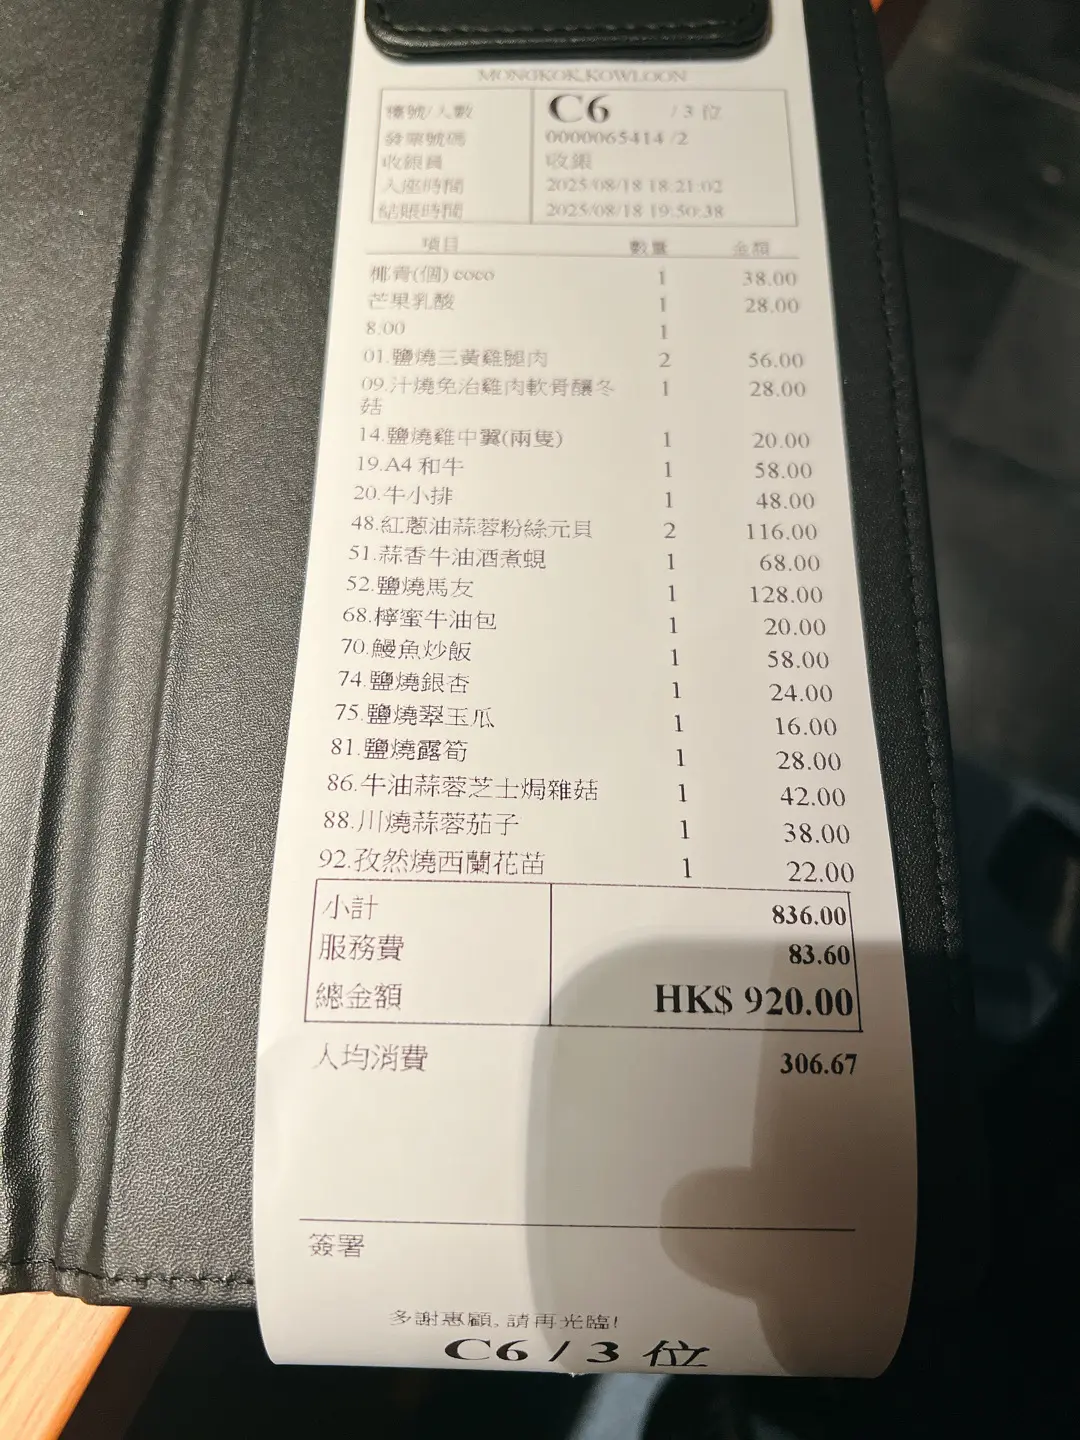 MONGKOK,KOWLOON
檯號/人數 C6 /3 位
發票號碼 0000065414 /2
收銀員 收銀
入座時間 2025/08/18 18:21:02
結賬時間 2025/08/18 19:50:38
項目 數量 金額
椰青(個) coco 1 38.00
芒果乳酸 1 28.00
8.00 1
01.鹽燒三黃雞腿肉 2 56.00
09.汁燒免治雞肉軟骨釀冬 1 28.00
菇
14.鹽燒雞中翼(兩隻) 1 20.00
19.A4 和牛 1 58.00
20.牛小排 1 48.00
48.紅蔥油蒜蓉粉絲元貝 2 116.00
51.蒜香牛油酒煮蜆 1 68.00
52.鹽燒馬友 1 128.00
68.檸蜜牛油包 1 20.00
70.鰻魚炒飯 1 58.00
74.鹽燒銀杏 1 24.00
75.鹽燒翠玉瓜 1 16.00
81.鹽燒露筍 1 28.00
86.牛油蒜蓉芝士焗雜菇 1 42.00
88.川燒蒜蓉茄子 1 38.00
92.孜然燒西蘭花苗 1 22.00
小計 836.00
服務費 83.60
總金額 HK$ 920.00
人均消費 306.67
簽署
多謝惠顧, 請再光臨!
C6 / 3 位